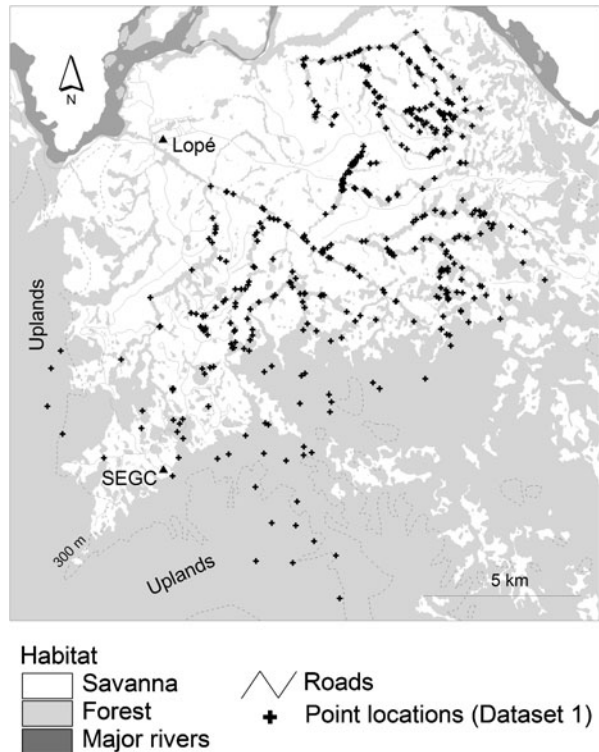 N
Lopé
Uplands
SEGC
300 m
Uplands
5 km
Habitat
Savanna
Forest
Major rivers
Roads
Point locations (Dataset 1)